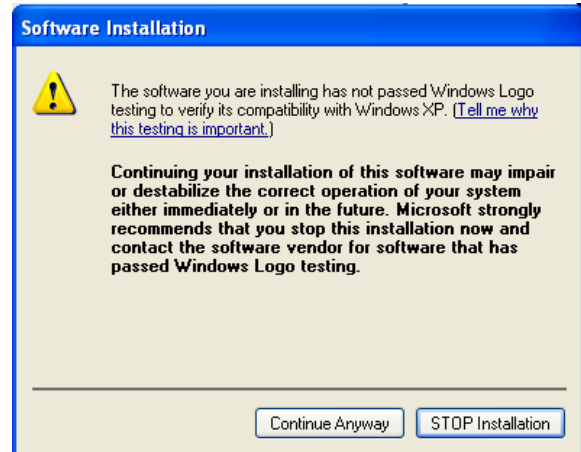 Software Installation
The software you are installing has not passed Windows Logo
testing to verify its compatibility with Windows XP. (Tell me why
this testing is important.)
Continuing your installation of this software may impair
or destabilize the correct operation of your system
either immediately or in the future. Microsoft strongly
recommends that you stop this installation now and
contact the software vendor for software that has
passed Windows Logo testing.
Continue Anyway
STOP Installation